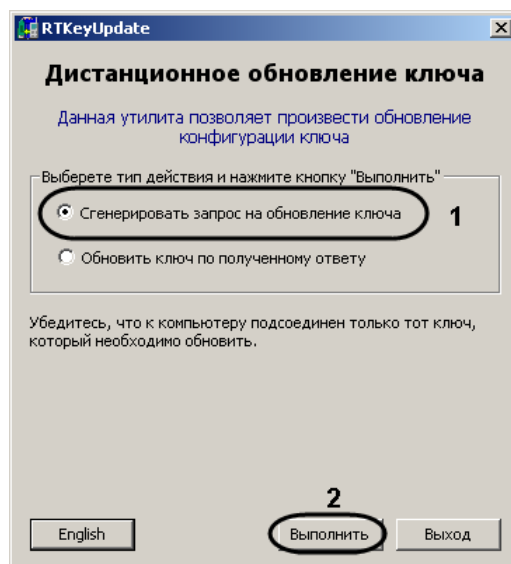 RTKeyUpdate
Дистанционное обновление ключа
Данная утилита позволяет произвести обновление
конфигурации ключа
Выберете тип действия и нажмите кнопку "Выполнить"
Сгенерировать запрос на обновление ключа
1
Обновить ключ по полученному ответу
Убедитесь, что к компьютеру подсоединен только тот ключ,
который необходимо обновить.
2
English
Выполнить
Выход